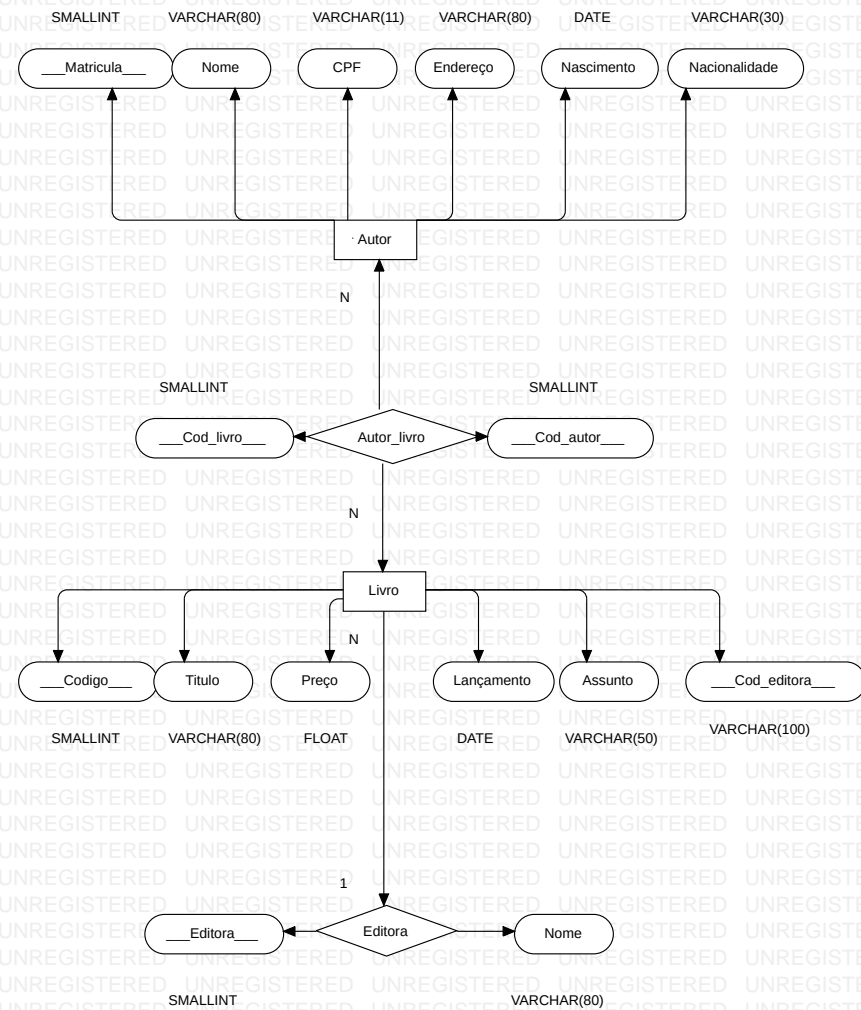 SMALLINT VARCHAR(80) VARCHAR(11) VARCHAR(80) DATE VARCHAR(30)
___Matricula___ Nome CPF Endereço Nascimento Nacionalidade
Autor
N
SMALLINT SMALLINT
___Cod_livro___ Autor_livro ___Cod_autor___
N
Livro
N
___Codigo___ Titulo Preço Lançamento Assunto ___Cod_editora___
SMALLINT VARCHAR(80) FLOAT DATE VARCHAR(50) VARCHAR(100)
1
___Editora___ Editora Nome
SMALLINT VARCHAR(80)
UNREGISTERED